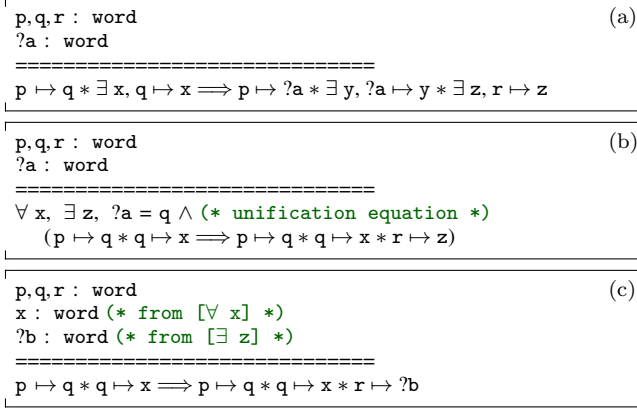 p,q,r : word (a)
?a : word
==============================
p ↦ q * ∃ x, q ↦ x ⟹ p ↦ ?a * ∃ y, ?a ↦ y * ∃ z, r ↦ z
p,q,r : word (b)
?a : word
==============================
∀ x, ∃ z, ?a = q ∧ (* unification equation *)
(p ↦ q * q ↦ x ⟹ p ↦ q * q ↦ x * r ↦ z)
p,q,r : word (c)
x : word (* from [∀ x] *)
?b : word (* from [∃ z] *)
==============================
p ↦ q * q ↦ x ⟹ p ↦ q * q ↦ x * r ↦ ?b